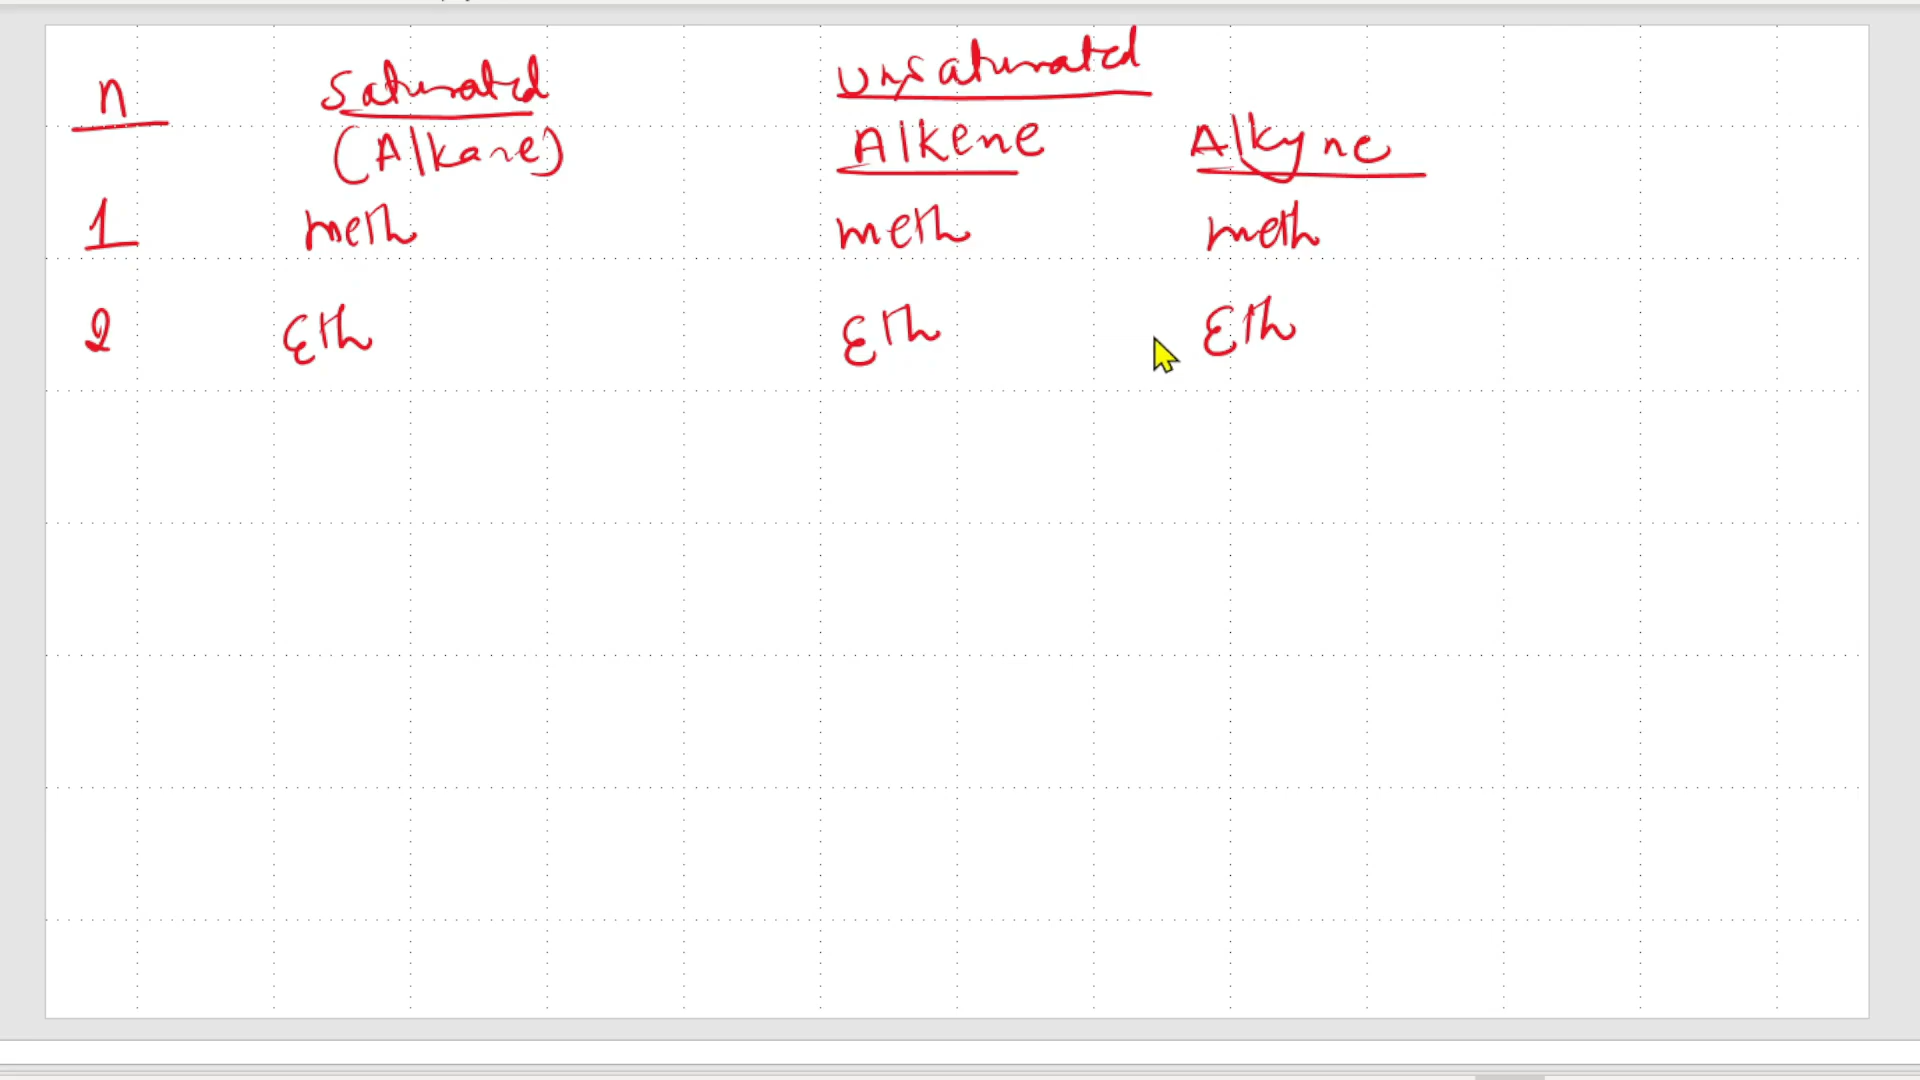 n Saturated Unsaturated
(Alkane) Alkene Alkyne
1 meth meth meth
2 Eth Eth Eth